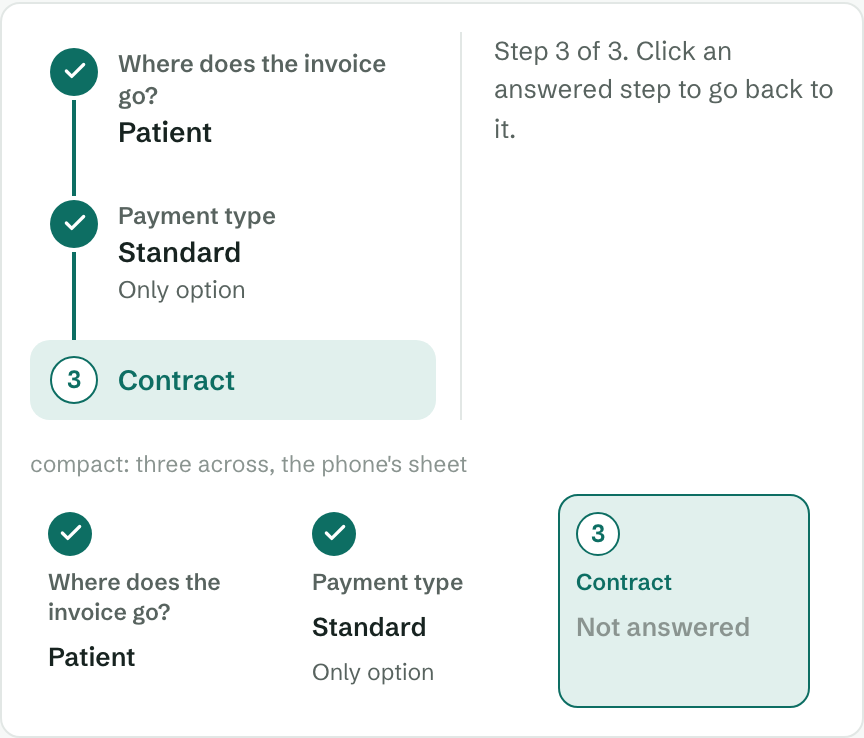 Where does the invoice
go?
Patient
Payment type
Standard
Only option
3
Contract
Step 3 of 3. Click an
answered step to go back to
it.
compact: three across, the phone's sheet
Where does the
invoice go?
Patient
Payment type
Standard
Only option
3
Contract
Not answered